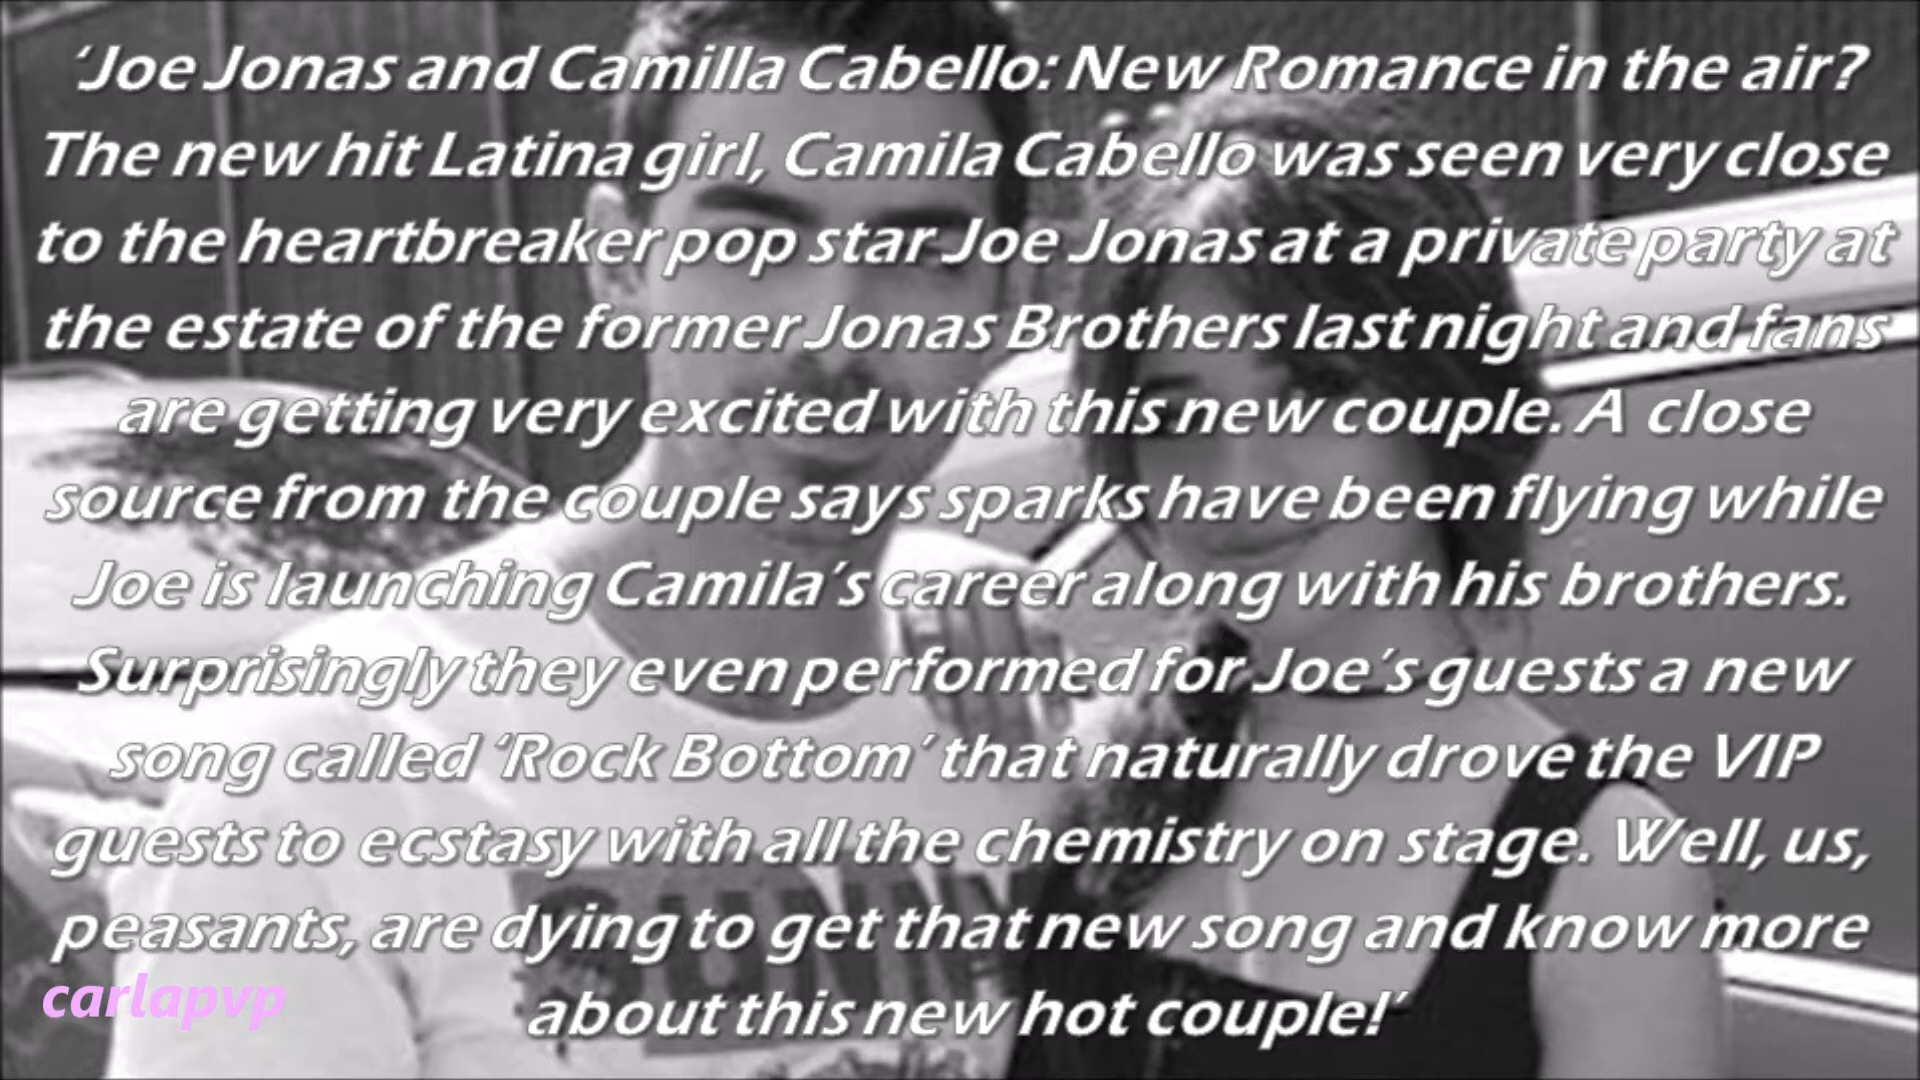 ‘Joe Jonas and Camilla Cabello: New Romance in the air?
The new hit Latina girl, Camila Cabello was seen very close
to the heartbreaker pop star Joe Jonas at a private party at
the estate of the former Jonas Brothers last night and fans
are getting very excited with this new couple. A close
source from the couple says sparks have been flying while
Joe is launching Camila’s career along with his brothers.
Surprisingly they even performed for Joe’s guests a new
song called ‘Rock Bottom’ that naturally drove the VIP
guests to ecstasy with all the chemistry on stage. Well, us,
peasants, are dying to get that new song and know more
about this new hot couple!’
carlapvp